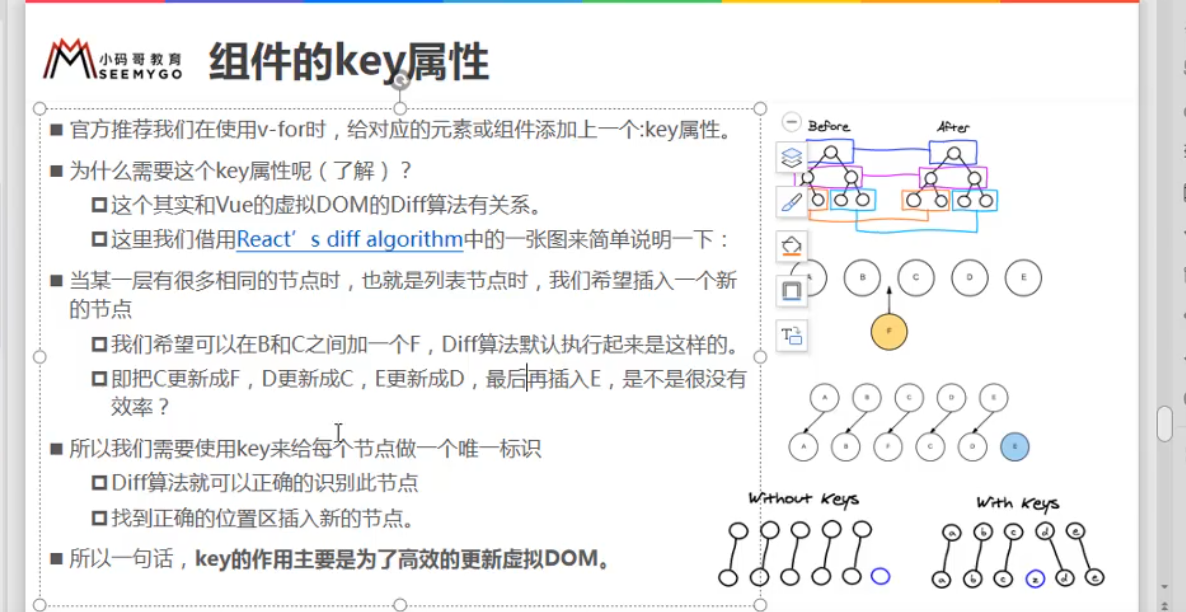 小码哥教育
SEEMYGO
组件的key属性
■ 官方推荐我们在使用v-for时，给对应的元素或组件添加上一个:key属性。
■ 为什么需要这个key属性呢（了解）？
这个其实和Vue的虚拟DOM的Diff算法有关系。
这里我们借用React’s diff algorithm中的一张图来简单说明一下：
■ 当某一层有很多相同的节点时，也就是列表节点时，我们希望插入一个新
的节点
我们希望可以在B和C之间加一个F，Diff算法默认执行起来是这样的。
即把C更新成F，D更新成C，E更新成D，最后再插入E，是不是很没有
效率？
■ 所以我们需要使用key来给每个节点做一个唯一标识
Diff算法就可以正确的识别此节点
找到正确的位置区插入新的节点。
■ 所以一句话，key的作用主要是为了高效的更新虚拟DOM。
Before After
A B C D E
F
A B C D E
A B F C D E
Without Keys With Keys
a b c d e
a b c z d e